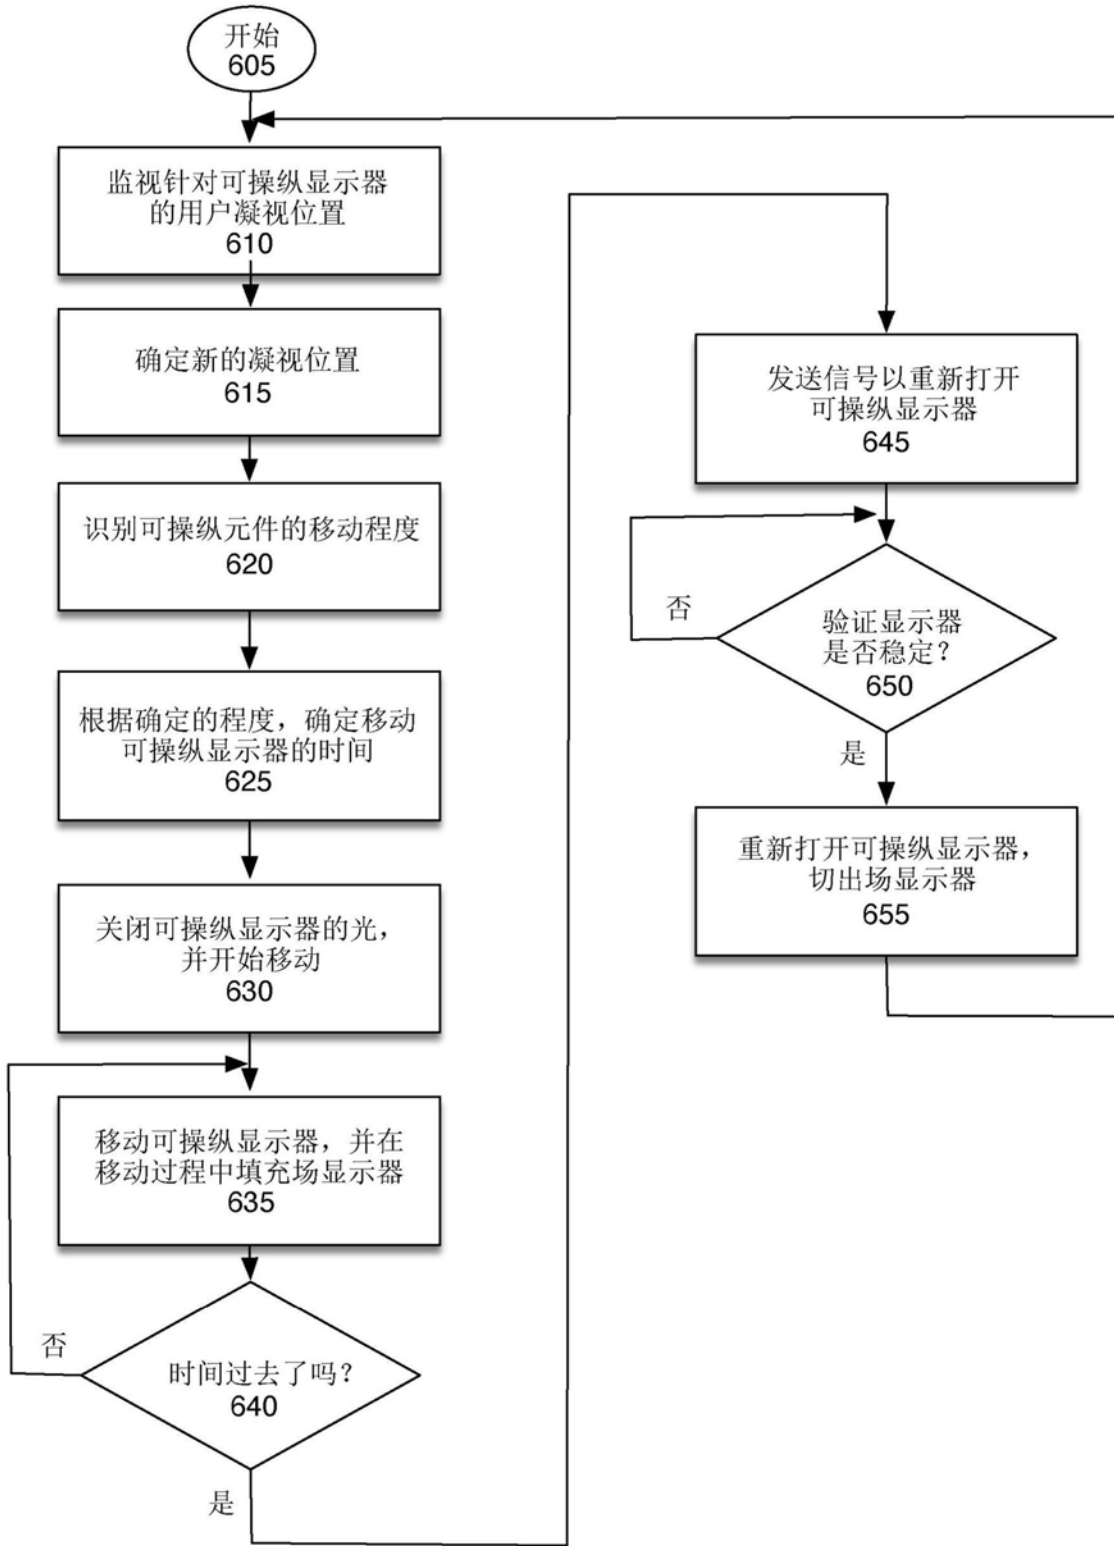 开始
605
监视针对可操纵显示器
的用户凝视位置
610
确定新的凝视位置
615
识别可操纵元件的移动程度
620
根据确定的程度，确定移动
可操纵显示器的时间
625
关闭可操纵显示器的光，
并开始移动
630
移动可操纵显示器，并在
移动过程中填充场显示器
635
否
时间过去了吗？
640
是
发送信号以重新打开
可操纵显示器
645
否
验证显示器
是否稳定？
650
是
重新打开可操纵显示器，
切出场显示器
655